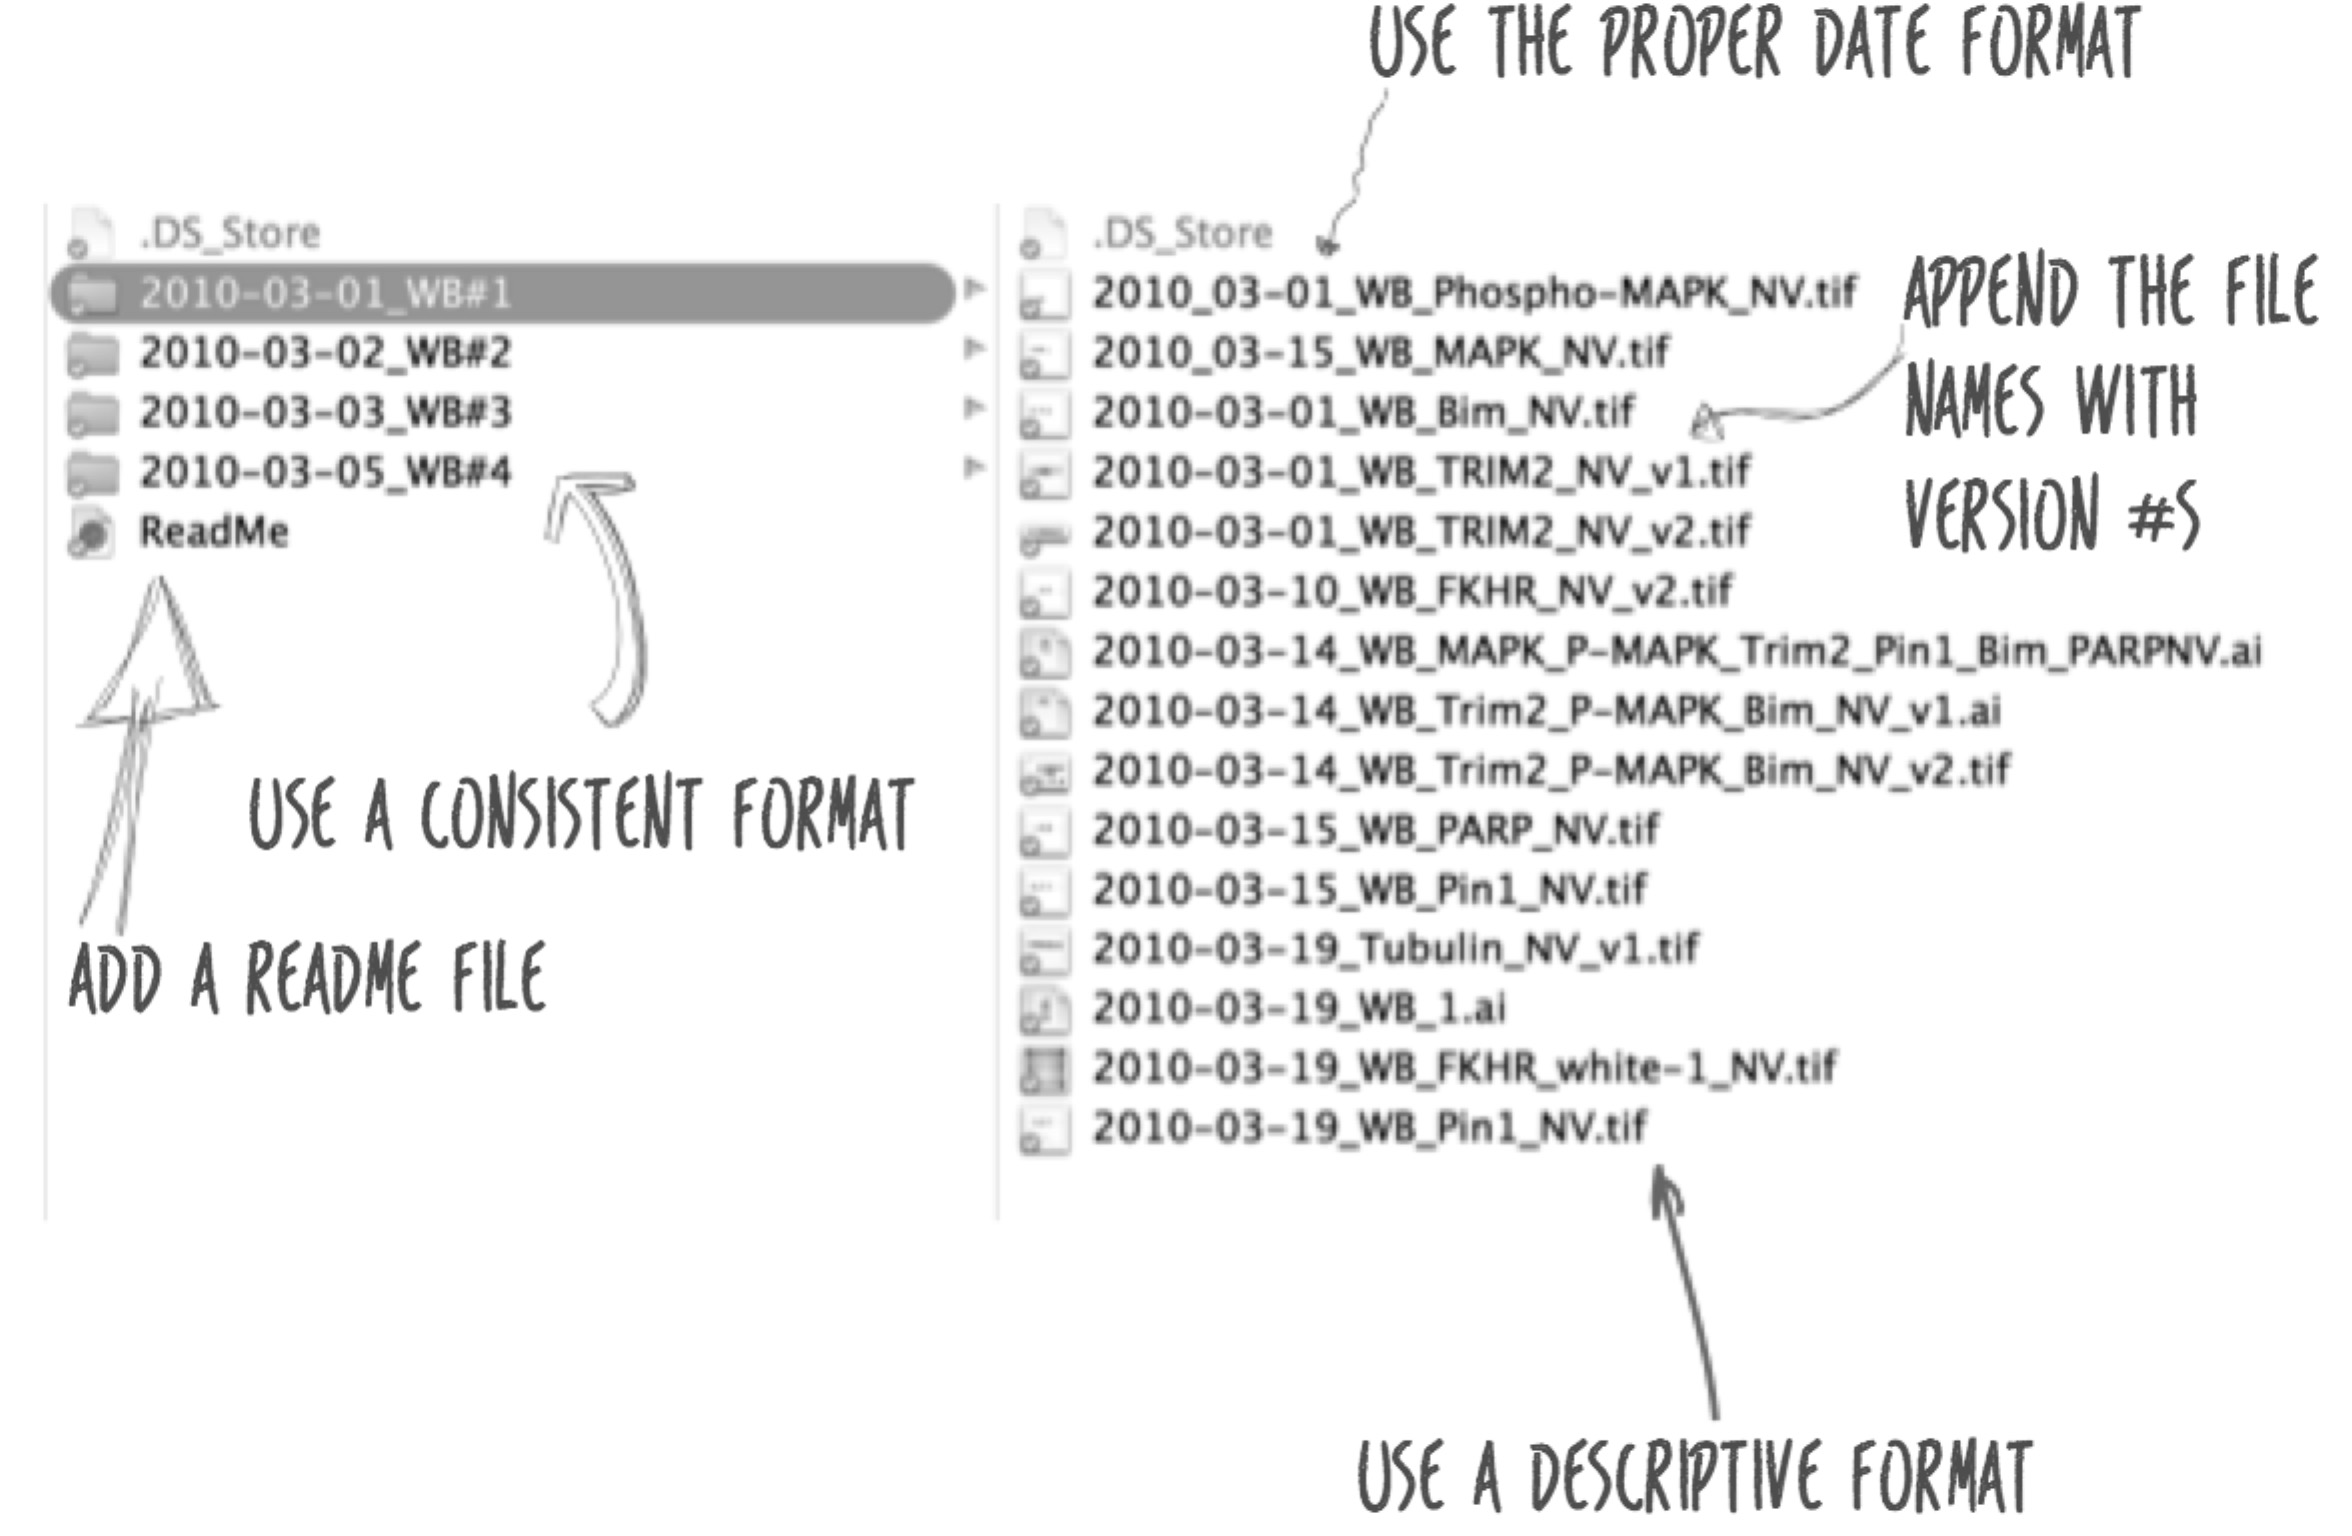 USE THE PROPER DATE FORMAT
.DS_Store
2010-03-01_WB#1
2010-03-02_WB#2
2010-03-03_WB#3
2010-03-05_WB#4
ReadMe
USE A CONSISTENT FORMAT
ADD A README FILE
.DS_Store
2010_03-01_WB_Phospho-MAPK_NV.tif
2010_03-15_WB_MAPK_NV.tif
2010-03-01_WB_Bim_NV.tif
2010-03-01_WB_TRIM2_NV_v1.tif
2010-03-01_WB_TRIM2_NV_v2.tif
2010-03-10_WB_FKHR_NV_v2.tif
2010-03-14_WB_MAPK_P-MAPK_Trim2_Pin1_Bim_PARPNV.ai
2010-03-14_WB_Trim2_P-MAPK_Bim_NV_v1.ai
2010-03-14_WB_Trim2_P-MAPK_Bim_NV_v2.tif
2010-03-15_WB_PARP_NV.tif
2010-03-15_WB_Pin1_NV.tif
2010-03-19_Tubulin_NV_v1.tif
2010-03-19_WB_1.ai
2010-03-19_WB_FKHR_white-1_NV.tif
2010-03-19_WB_Pin1_NV.tif
APPEND THE FILE
NAMES WITH
VERSION #S
USE A DESCRIPTIVE FORMAT